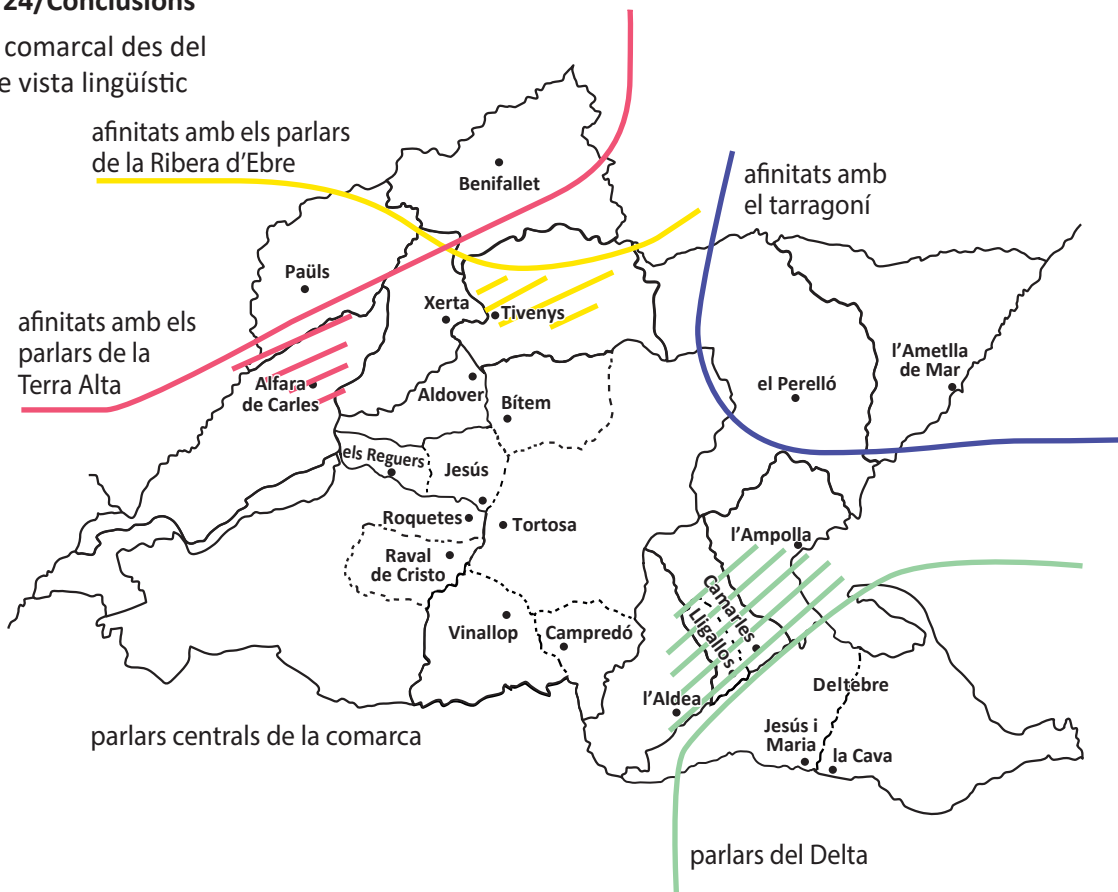 24/Conclusions
comarcal des del
e vista lingüístic
afinitats amb els parlars
de la Ribera d'Ebre
Benifallet
afinitats amb
el tarragoní
Paüls
Xerta
Tivenys
afinitats amb els
parlars de la
Terra Alta
l'Ametlla
de Mar
el Perelló
Alfara
de Carles
Aldover
Bítem
els Reguers
Jesús
Roquetes
Tortosa
l'Ampolla
Raval
de Cristo
Camarles
Lligallos
Vinallop
Campredó
l'Aldea
Deltebre
Jesús i
Maria
la Cava
parlars centrals de la comarca
parlars del Delta